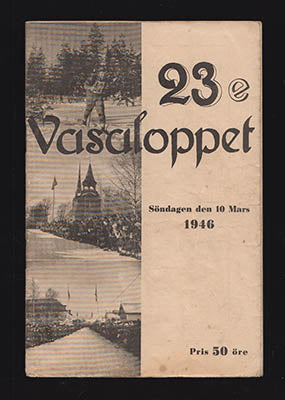 23e
Vasaloppet
Söndagen den 10 Mars
1946
Pris 50 öre